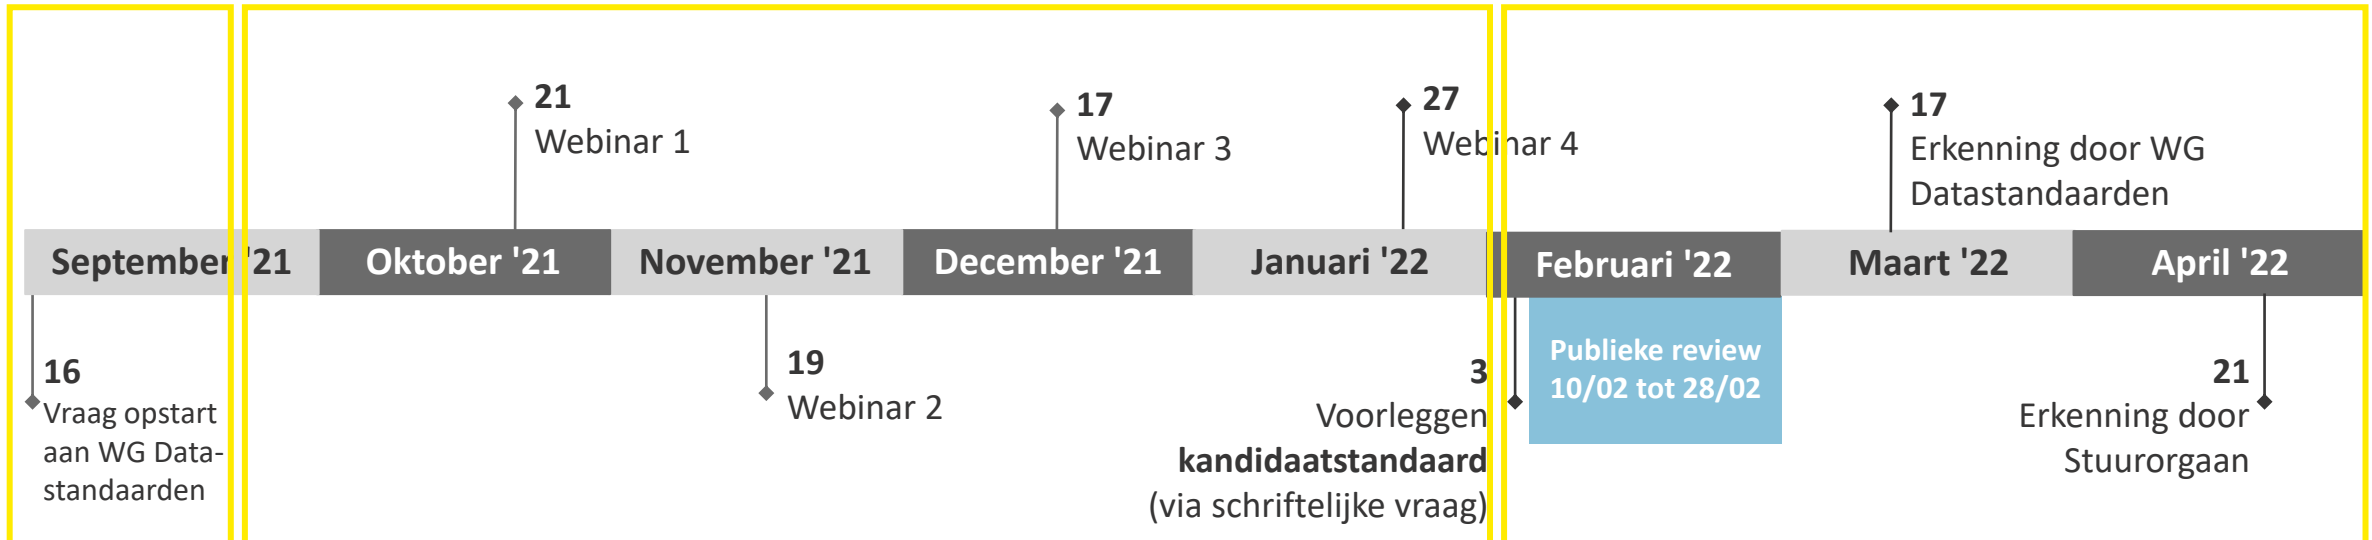 21
Webinar 1
17
Webinar 3
27
Webinar 4
17
Erkenning door WG
Datastandaarden
September '21
Oktober '21
November '21
December '21
Januari '22
Februari '22
Maart '22
April '22
16
Vraag opstart
aan WG Data-
standaarden
19
Webinar 2
3
Voorleggen
kandidaatstandaard
(via schriftelijke vraag)
Publieke review
10/02 tot 28/02
21
Erkenning door
Stuurorgaan